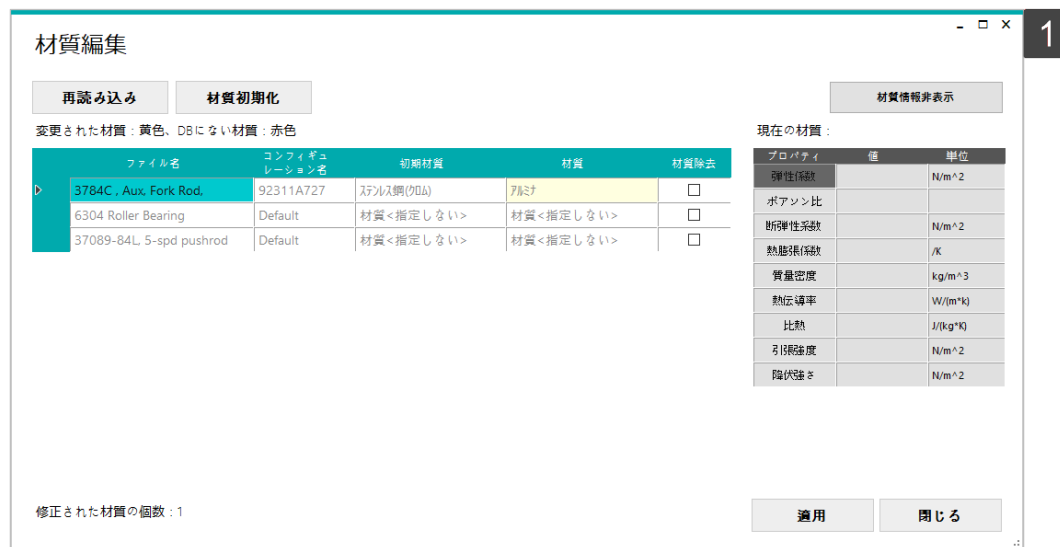 1
材質編集
再読み込み 材質初期化 材質情報非表示
変更された材質：黄色、DBにない材質：赤色
現在の材質：
ファイル名 コンフィギュレーション名 初期材質 材質 材質除去
3784C , Aux, Fork Rod, 92311A727 ステンレス鋼(クロム) アルミナ
6304 Roller Bearing Default 材質<指定しない> 材質<指定しない>
37089-84L, 5-spd pushrod Default 材質<指定しない> 材質<指定しない>
プロパティ 値 単位
弾性係数 N/m^2
ポアソン比
断弾性系数 N/m^2
熱膨張係数 /K
質量密度 kg/m^3
熱伝導率 W/(m*k)
比熱 J/(kg*K)
引張強度 N/m^2
降伏強さ N/m^2
修正された材質の個数：1
適用 閉じる